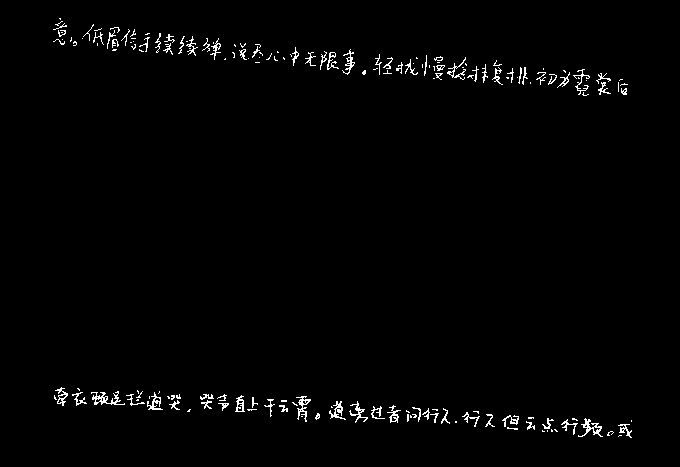 意。低眉信手续续弹,说尽心中无限事。轻拢慢捻抹复挑,初为霓裳后
牵衣顿足拦道哭,哭声直上干云霄。道旁过者问行人,行人但云点行频。或